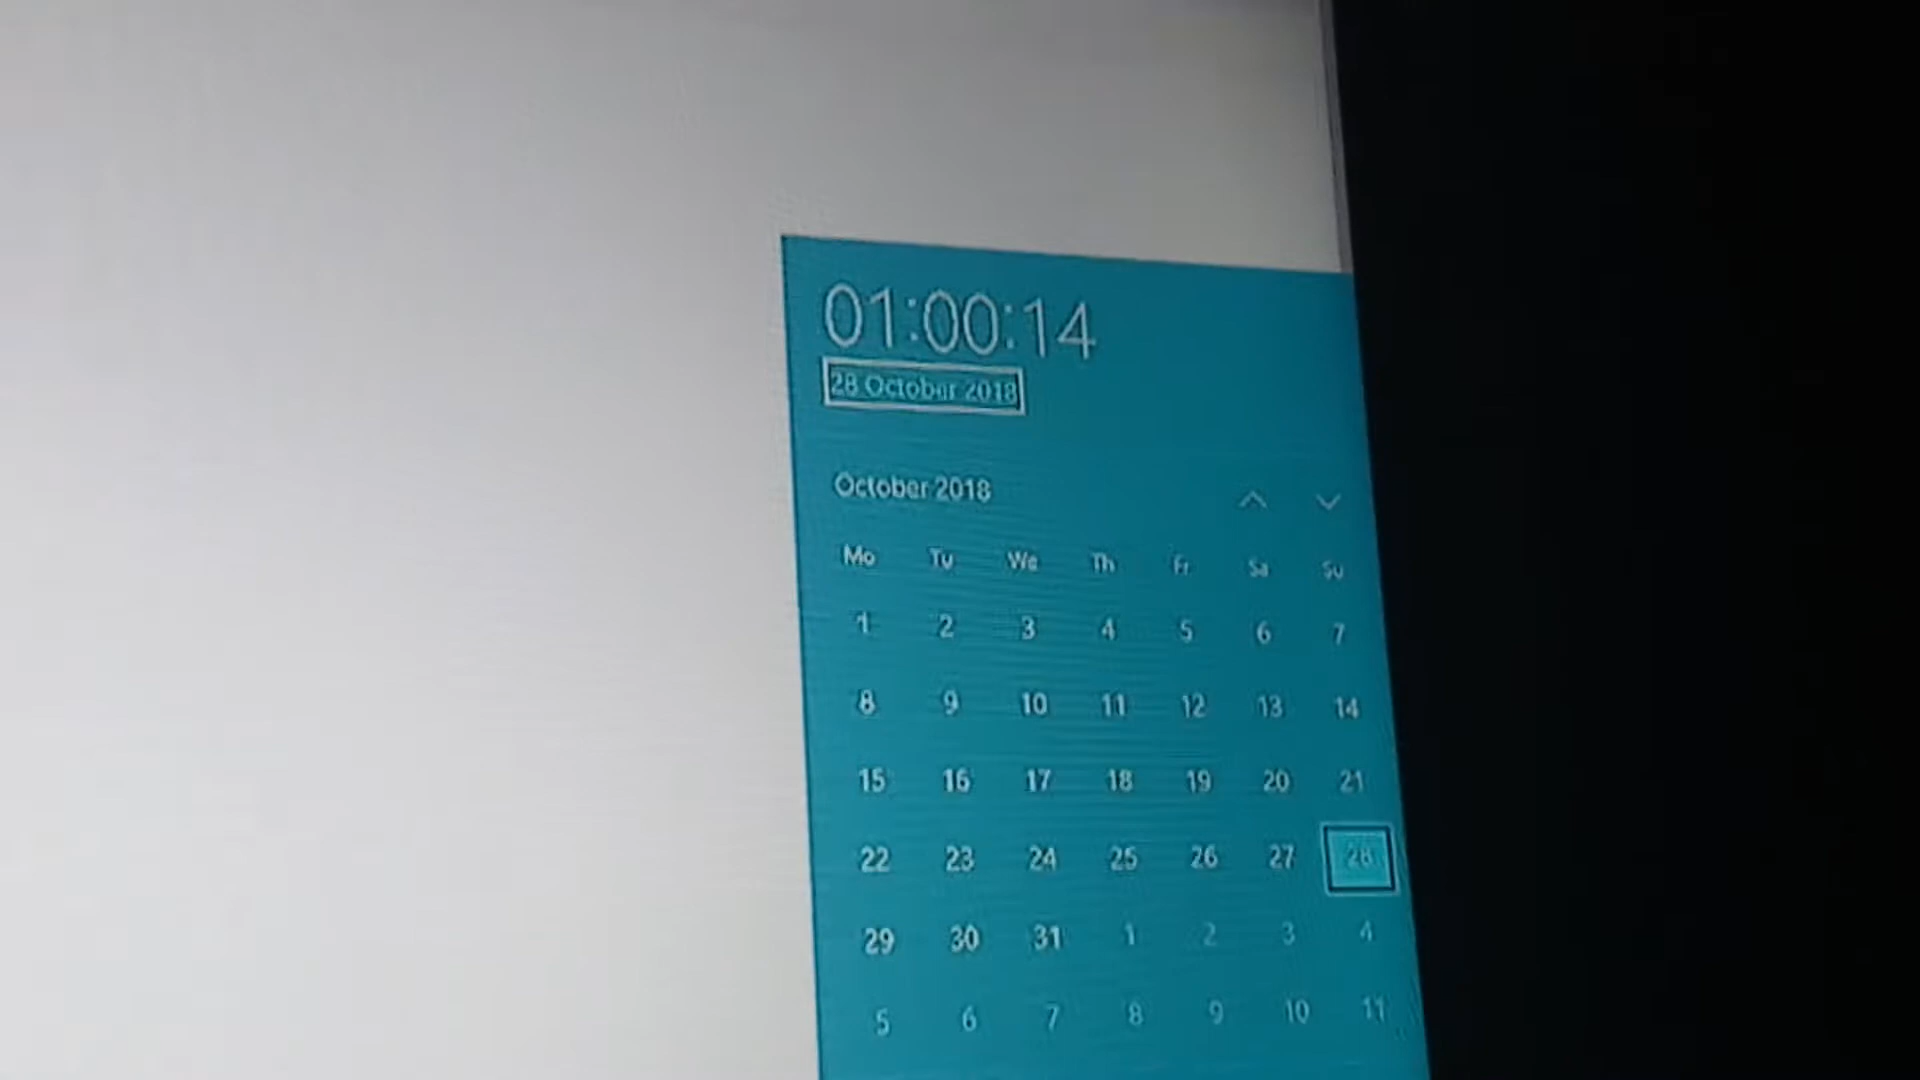 01:00:14
28 October 2018
October 2018
Mo Tu We Th Fr Sa Su
1 2 3 4 5 6 7
8 9 10 11 12 13 14
15 16 17 18 19 20 21
22 23 24 25 26 27 28
29 30 31 1 2 3 4
5 6 7 8 9 10 11